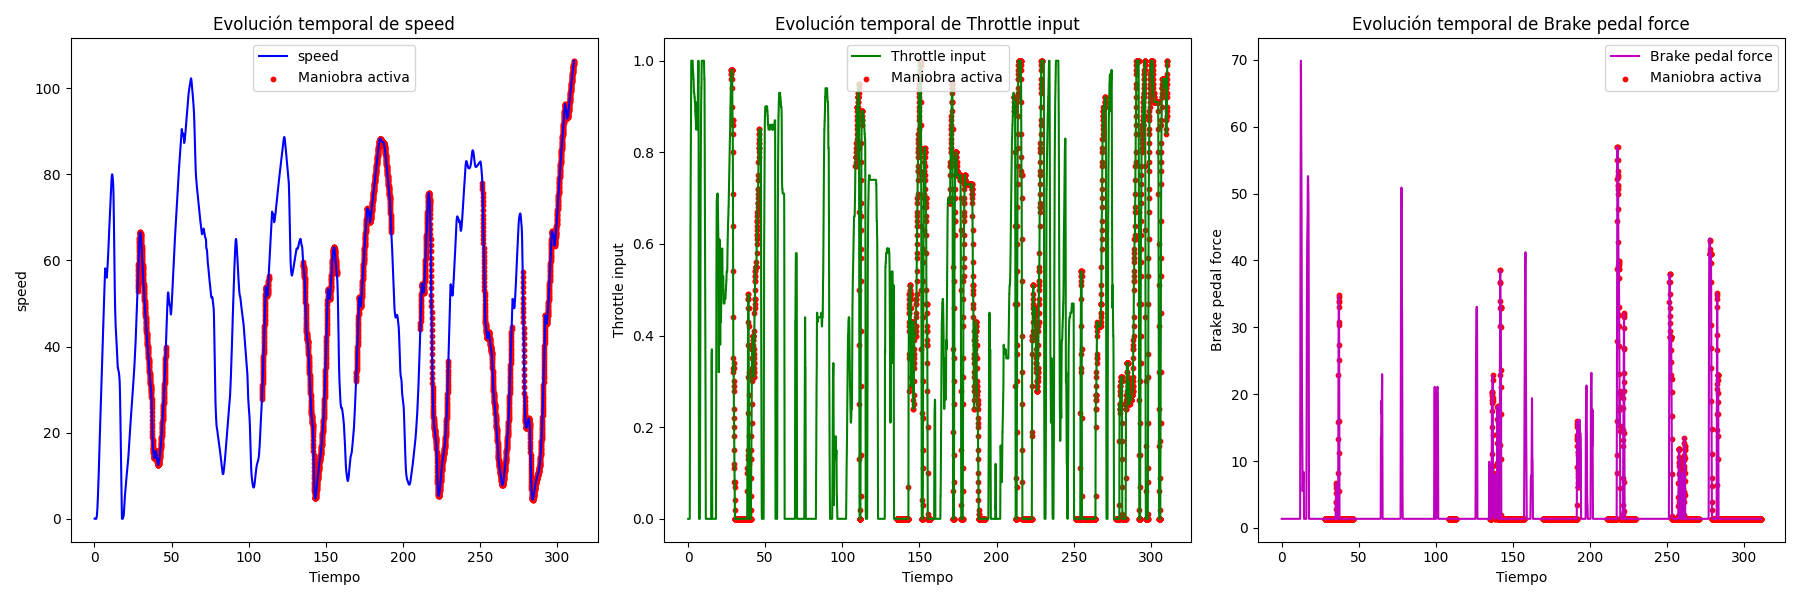 Evolución temporal de speed
speed
Maniobra activa
100
80
60
40
20
0
speed
0 50 100 150 200 250 300
Tiempo
Evolución temporal de Throttle input
Throttle input
Maniobra activa
1.0
0.8
0.6
0.4
0.2
0.0
Throttle input
0 50 100 150 200 250 300
Tiempo
Evolución temporal de Brake pedal force
Brake pedal force
Maniobra activa
70
60
50
40
30
20
10
0
Brake pedal force
0 50 100 150 200 250 300
Tiempo